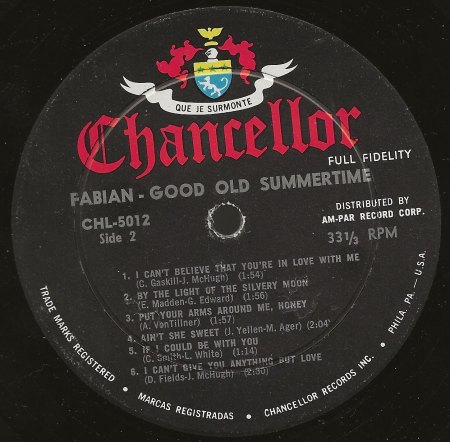 QUE JE SURMONTE
Chancellor
FULL FIDELITY
FABIAN - GOOD OLD SUMMERTIME
CHL-5012
Side 2
DISTRIBUTED BY
AM-PAR RECORD CORP.
33 1/3 RPM
1. I CAN'T BELIEVE THAT YOU'RE IN LOVE WITH ME
(C. Gaskill-J. McHugh) (1:54)
2. BY THE LIGHT OF THE SILVERY MOON
(E. Madden-G. Edward) (1:56)
3. PUT YOUR ARMS AROUND ME, HONEY
(A. VonTillner) (1:57)
4. AIN'T SHE SWEET (J. Yellen-M. Ager) (2:04)
5. IF I COULD BE WITH YOU
(C. Smith-L. White) (1:14)
6. I CAN'T GIVE YOU ANYTHING BUT LOVE
(D. Fields-J. McHugh) (2:30)
TRADE MARKS REGISTERED • MARCAS REGISTRADAS • CHANCELLOR RECORDS INC. • PHILA. PA. — U.S.A.